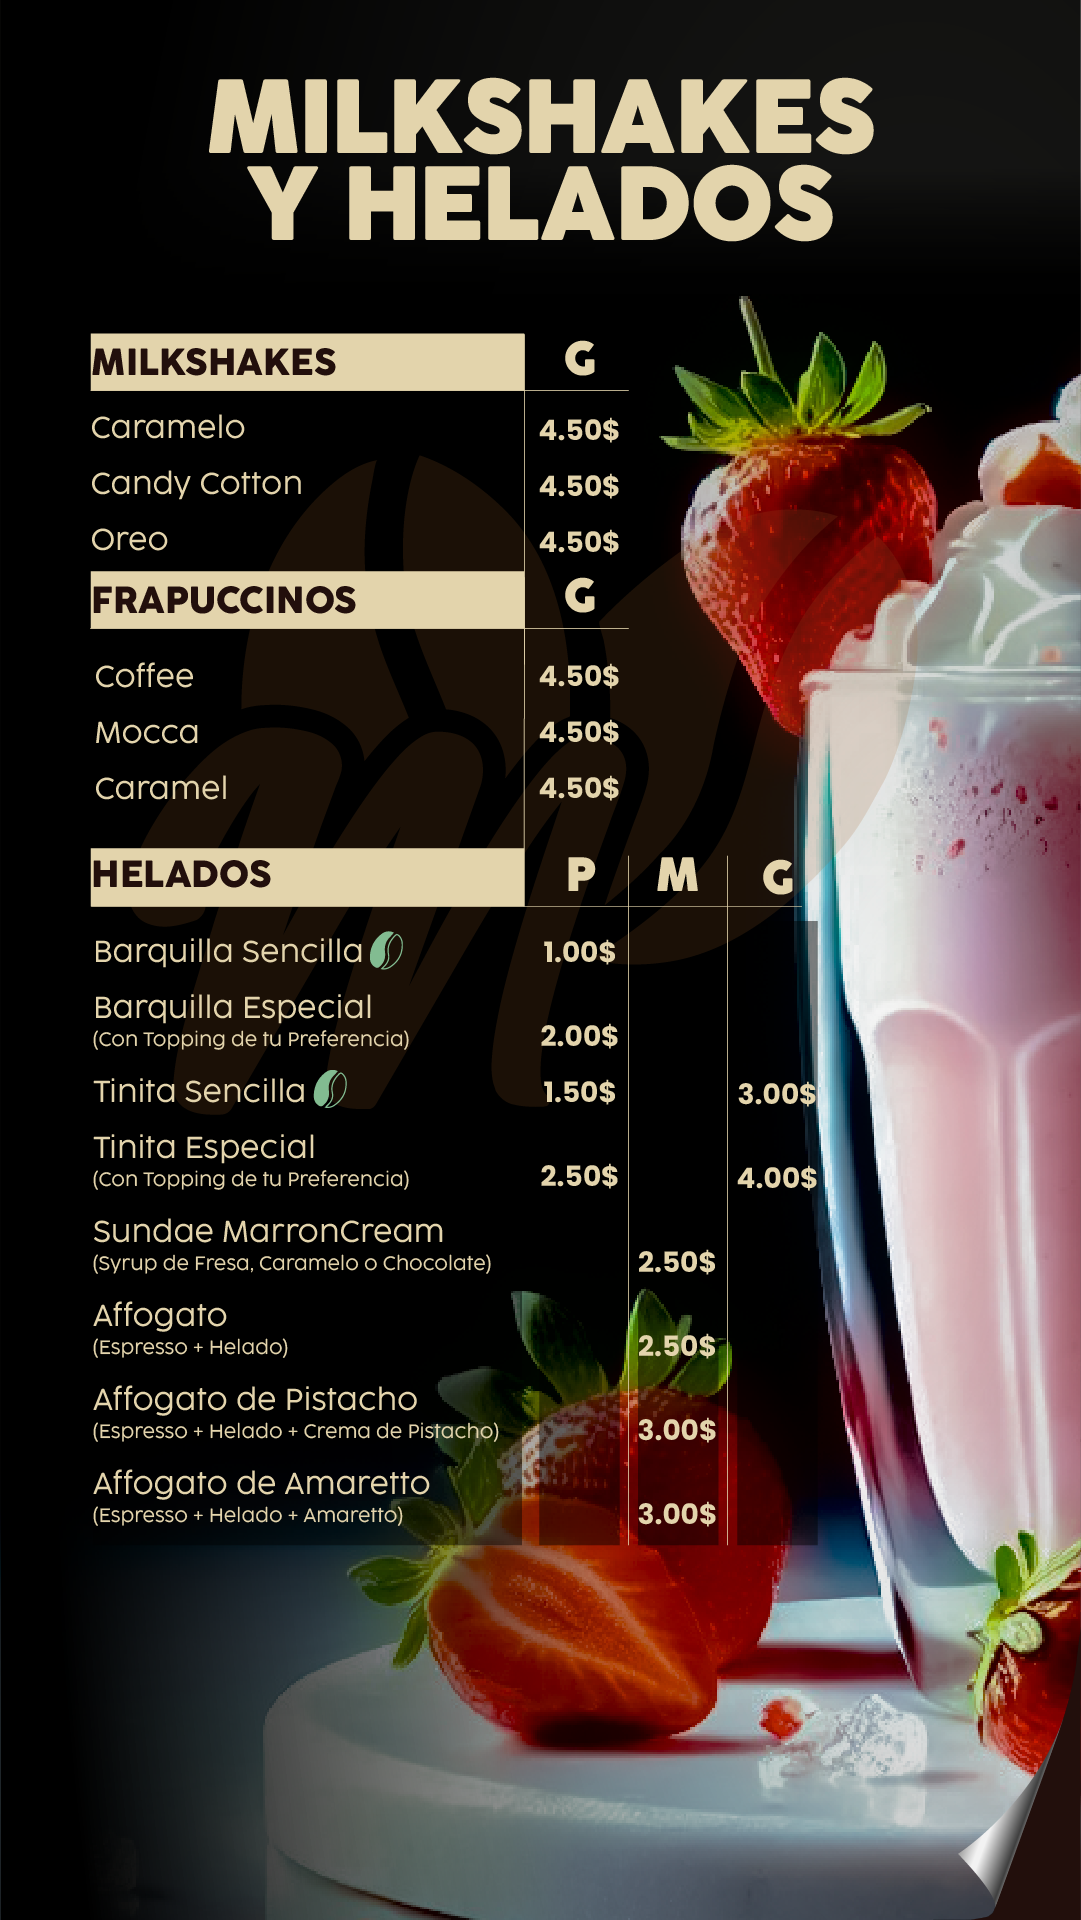 MILKSHAKES
Y HELADOS
MILKSHAKES G
Caramelo 4.50$
Candy Cotton 4.50$
Oreo 4.50$
FRAPUCCINOS G
Coffee 4.50$
Mocca 4.50$
Caramel 4.50$
HELADOS P M G
Barquilla Sencilla 1.00$
Barquilla Especial
(Con Topping de tu Preferencia) 2.00$
Tinita Sencilla 1.50$ 3.00$
Tinita Especial
(Con Topping de tu Preferencia) 2.50$ 4.00$
Sundae MarronCream
(Syrup de Fresa, Caramelo o Chocolate) 2.50$
Affogato
(Espresso + Helado) 2.50$
Affogato de Pistacho
(Espresso + Helado + Crema de Pistacho) 3.00$
Affogato de Amaretto
(Espresso + Helado + Amaretto) 3.00$